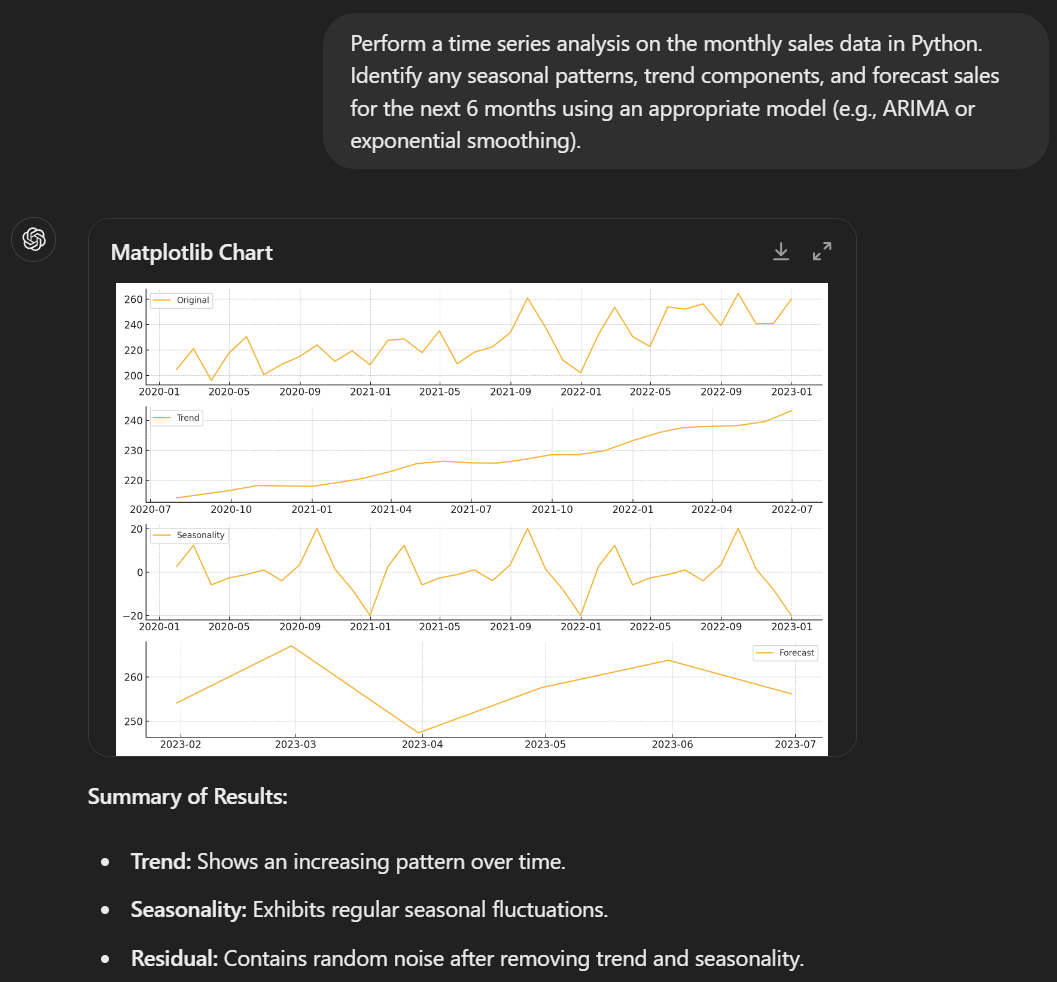 Perform a time series analysis on the monthly sales data in Python.
Identify any seasonal patterns, trend components, and forecast sales
for the next 6 months using an appropriate model (e.g., ARIMA or
exponential smoothing).
Matplotlib Chart
260
240
220
200
Original
2020-01 2020-05 2020-09 2021-01 2021-05 2021-09 2022-01 2022-05 2022-09 2023-01
240
230
220
Trend
2020-07 2020-10 2021-01 2021-04 2021-07 2021-10 2022-01 2022-04 2022-07
20
0
−20
Seasonality
2020-01 2020-05 2020-09 2021-01 2021-05 2021-09 2022-01 2022-05 2022-09 2023-01
260
250
Forecast
2023-02 2023-03 2023-04 2023-05 2023-06 2023-07
Summary of Results:
• Trend: Shows an increasing pattern over time.
• Seasonality: Exhibits regular seasonal fluctuations.
• Residual: Contains random noise after removing trend and seasonality.